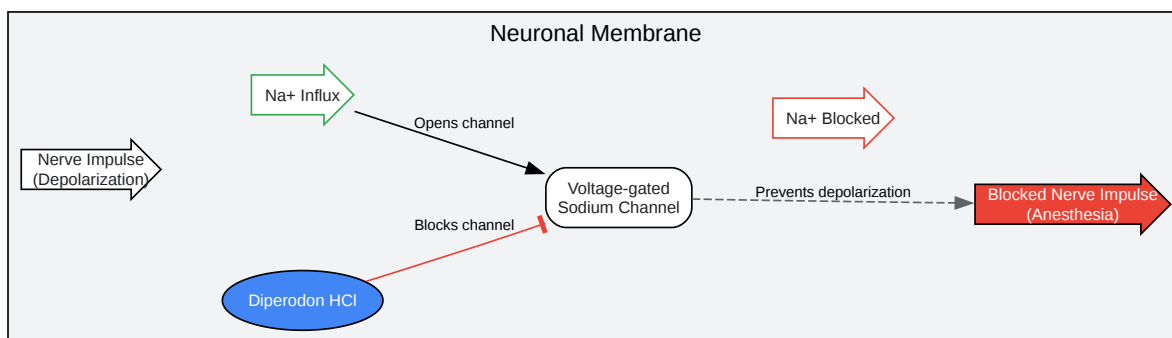 Neuronal Membrane
Na+ Influx
Na+ Blocked
Opens channel
Nerve Impulse
(Depolarization)
Voltage-gated
Sodium Channel
Prevents depolarization
Blocked Nerve Impulse
(Anesthesia)
Blocks channel
Diperodon HCl